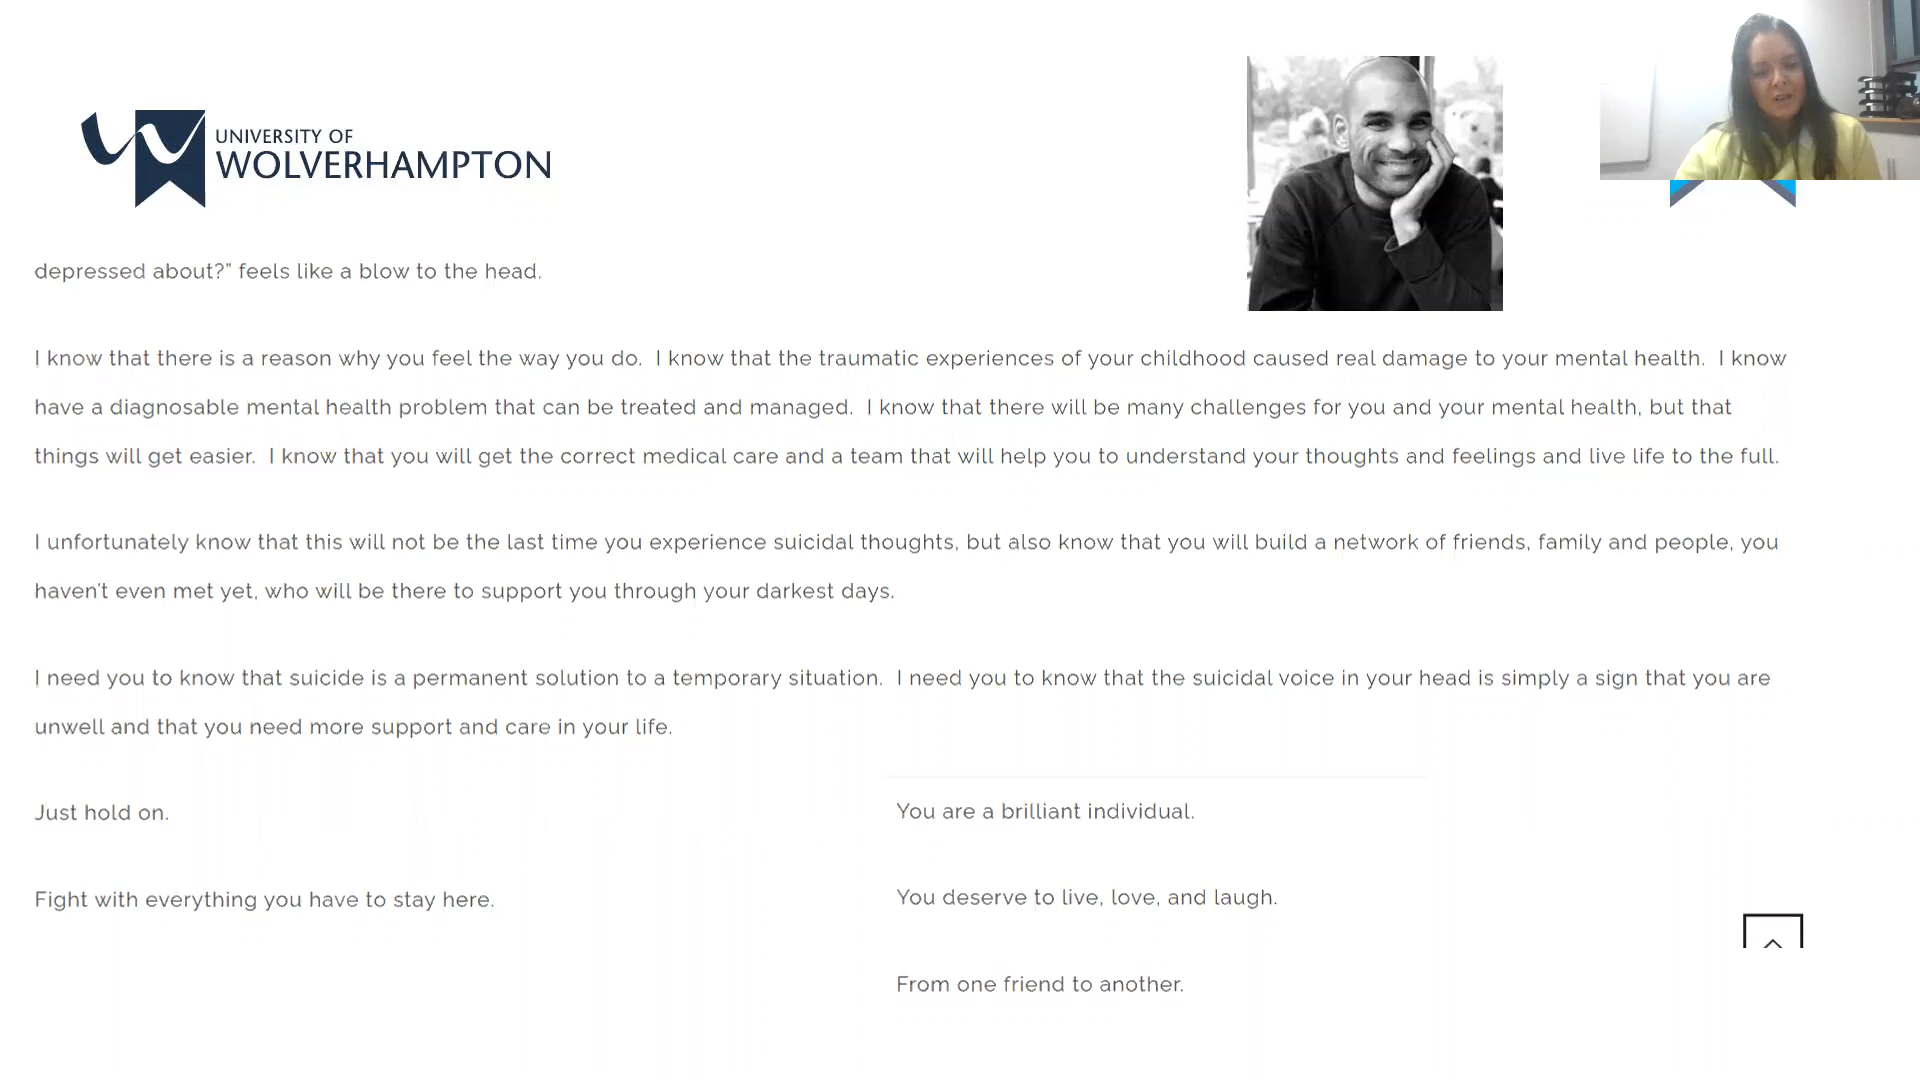 UNIVERSITY OF
WOLVERHAMPTON
depressed about?” feels like a blow to the head.
I know that there is a reason why you feel the way you do.  I know that the traumatic experiences of your childhood caused real damage to your mental health.  I know
have a diagnosable mental health problem that can be treated and managed.  I know that there will be many challenges for you and your mental health, but that
things will get easier.  I know that you will get the correct medical care and a team that will help you to understand your thoughts and feelings and live life to the full.
I unfortunately know that this will not be the last time you experience suicidal thoughts, but also know that you will build a network of friends, family and people, you
haven't even met yet, who will be there to support you through your darkest days.
I need you to know that suicide is a permanent solution to a temporary situation.  I need you to know that the suicidal voice in your head is simply a sign that you are
unwell and that you need more support and care in your life.
Just hold on.
Fight with everything you have to stay here.
You are a brilliant individual.
You deserve to live, love, and laugh.
From one friend to another.